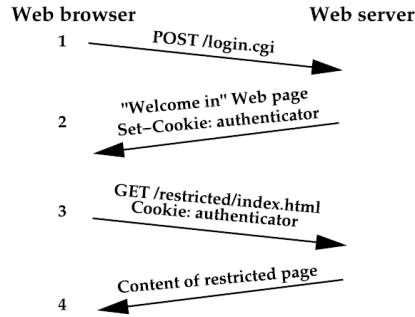 Web browser Web server
1 POST /login.cgi
"Welcome in" Web page
2 Set−Cookie: authenticator
GET /restricted/index.html
3 Cookie: authenticator
Content of restricted page
4